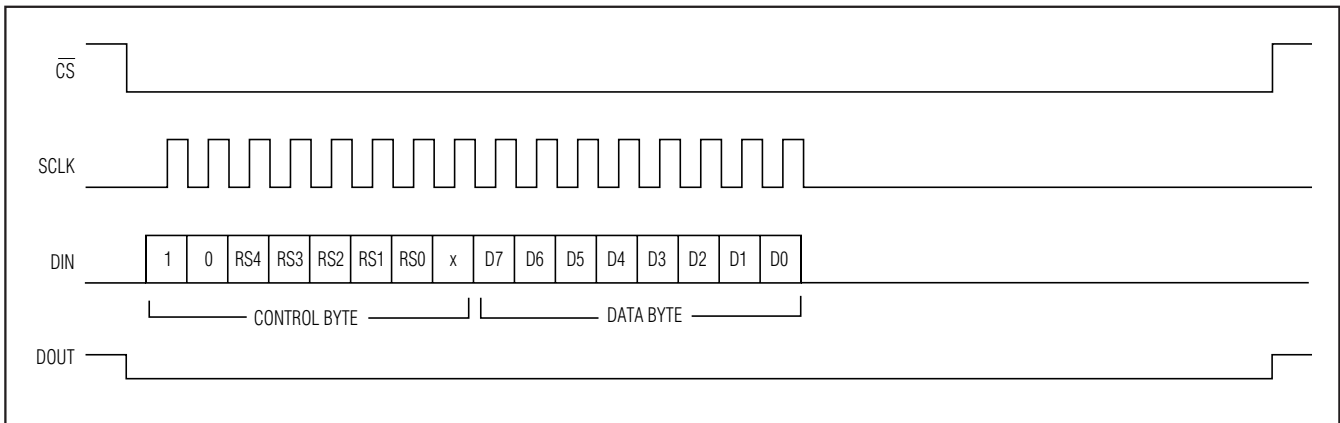 C̅S̅
SCLK
DIN 1 0 RS4 RS3 RS2 RS1 RS0 x D7 D6 D5 D4 D3 D2 D1 D0
CONTROL BYTE DATA BYTE
DOUT